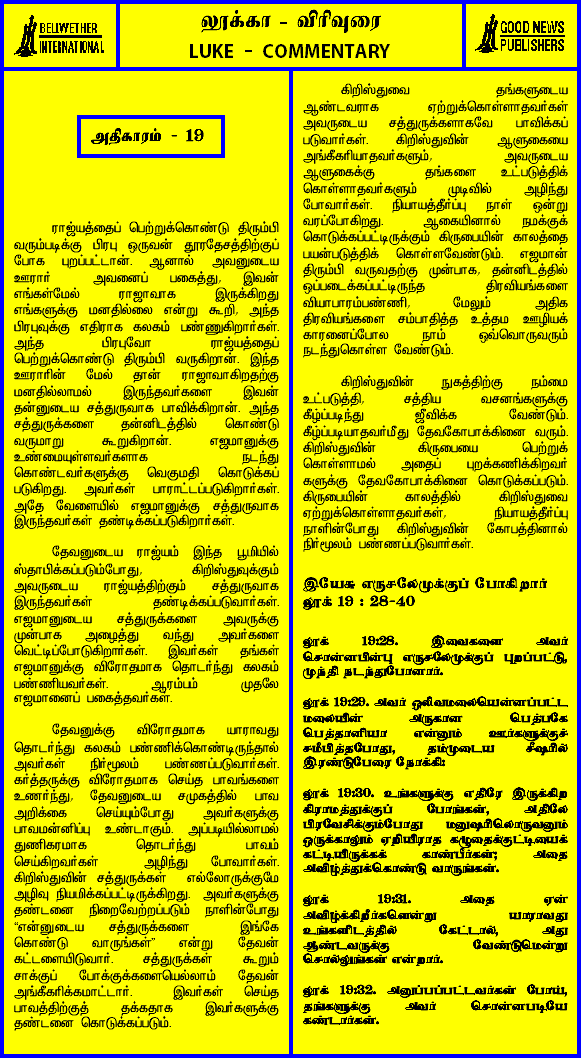 BELWETHER
INTERNATIONAL
லூக்கா - விரிவுரை
LUKE - COMMENTARY
GOOD NEWS
PUBLISHERS
அதிகாரம் - 19
ராஜ்யத்தைப் பெற்றுக்கொண்டு திரும்பி
வரும்படிக்கு பிரபு ஒருவன் தூரதேசத்திற்குப்
போக புறப்பட்டான். ஆனால் அவனுடைய
ஊரார் அவனைப் பகைத்து, இவன்
எங்கள்மேல் ராஜாவாக இருக்கிறது
எங்களுக்கு மனதில்லை என்று கூறி, அந்த
பிரபுவுக்கு எதிராக கலகம் பண்ணுகிறார்கள்.
அந்த பிரபுவோ ராஜ்யத்தைப்
பெற்றுக்கொண்டு திரும்பி வருகிறான். இந்த
ஊராரின் மேல் தான் ராஜாவாகிறதற்கு
மனதில்லாமல் இருந்தவர்களை இவன்
தன்னுடைய சத்துருவாக பாவிக்கிறான். அந்த
சத்துருக்களை தன்னிடத்தில் கொண்டு
வருமாறு கூறுகிறான். எஜமானுக்கு
உண்மையுள்ளவர்களாக நடந்து
கொண்டவர்களுக்கு வெகுமதி கொடுக்கப்
படுகிறது. அவர்கள் பாராட்டப்படுகிறார்கள்.
அதே வேளையில் எஜமானுக்கு சத்துருவாக
இருந்தவர்கள் தண்டிக்கப்படுகிறார்கள்.
தேவனுடைய ராஜ்யம் இந்த பூமியில்
ஸ்தாபிக்கப்படும்போது, கிறிஸ்துவுக்கும்
அவருடைய ராஜ்யத்திற்கும் சத்துருவாக
இருந்தவர்கள் தண்டிக்கப்படுவார்கள்.
எஜமானுடைய சத்துருக்களை அவருக்கு
முன்பாக அழைத்து வந்து அவர்களை
வெட்டிப்போடுகிறார்கள். இவர்கள் தங்கள்
எஜமானுக்கு விரோதமாக தொடர்ந்து கலகம்
பண்ணியவர்கள். ஆரம்பம் முதலே
எஜமானைப் பகைத்தவர்கள்.
தேவனுக்கு விரோதமாக யாராவது
தொடர்ந்து கலகம் பண்ணிக்கொண்டிருந்தால்
அவர்கள் நிர்மூலம் பண்ணப்படுவார்கள்.
கர்த்தருக்கு விரோதமாக செய்த பாவங்களை
உணர்ந்து, தேவனுடைய சமுகத்தில் பாவ
அறிக்கை செய்யும்போது அவர்களுக்கு
பாவமன்னிப்பு உண்டாகும். அப்படியில்லாமல்
துணிகரமாக தொடர்ந்து பாவம்
செய்கிறவர்கள் அழிந்து போவார்கள்.
கிறிஸ்துவின் சத்துருக்கள் எல்லோருக்குமே
அழிவு நியமிக்கப்பட்டிருக்கிறது. அவர்களுக்கு
தண்டனை நிறைவேற்றப்படும் நாளின்போது
“என்னுடைய சத்துருக்களை இங்கே
கொண்டு வாருங்கள்” என்று தேவன்
கட்டளையிடுவார். சத்துருக்கள் கூறும்
சாக்குப் போக்குக்களையெல்லாம் தேவன்
அங்கீகரிக்கமாட்டார். இவர்கள் செய்த
பாவத்திற்குத் தக்கதாக இவர்களுக்கு
தண்டனை கொடுக்கப்படும்.
கிறிஸ்துவை தங்களுடைய
ஆண்டவராக ஏற்றுக்கொள்ளாதவர்கள்
அவருடைய சத்துருக்களாகவே பாவிக்கப்
படுவார்கள். கிறிஸ்துவின் ஆளுகையை
அங்கீகரியாதவர்களும், அவருடைய
ஆளுகைக்கு தங்களை உட்படுத்திக்
கொள்ளாதவர்களும் முடிவில் அழிந்து
போவார்கள். நியாயத்தீர்ப்பு நாள் ஒன்று
வரப்போகிறது. ஆகையினால் நமக்குக்
கொடுக்கப்பட்டிருக்கும் கிருபையின் காலத்தை
பயன்படுத்திக் கொள்ளவேண்டும். எஜமான்
திரும்பி வருவதற்கு முன்பாக, தன்னிடத்தில்
ஒப்படைக்கப்பட்டிருந்த திரவியங்களை
வியாபாரம்பண்ணி, மேலும் அதிக
திரவியங்களை சம்பாதித்த உத்தம ஊழியக்
காரனைப்போல நாம் ஒவ்வொருவரும்
நடந்துகொள்ள வேண்டும்.
கிறிஸ்துவின் நுகத்திற்கு நம்மை
உட்படுத்தி, சத்திய வசனங்களுக்கு
கீழ்ப்படிந்து ஜீவிக்க வேண்டும்.
கீழ்ப்படியாதவர்மீது தேவகோபாக்கினை வரும்.
கிறிஸ்துவின் கிருபையை பெற்றுக்
கொள்ளாமல் அதைப் புறக்கணிக்கிறவர்
களுக்கு தேவகோபாக்கினை கொடுக்கப்படும்.
கிருபையின் காலத்தில் கிறிஸ்துவை
ஏற்றுக்கொள்ளாதவர்கள், நியாயத்தீர்ப்பு
நாளின்போது கிறிஸ்துவின் கோபத்தினால்
நிர்மூலம் பண்ணப்படுவார்கள்.
இயேசு எருசலேமுக்குப் போகிறார்
லூக் 19 : 28-40
லூக் 19:28. இவைகளை அவர்
சொன்னபின்பு எருசலேமுக்குப் புறப்பட்டு,
முந்தி நடந்துபோனார்.
லூக் 19:29. அவர் ஒலிவமலையென்னப்பட்ட
மலையின் அருகான பெத்பகே
பெத்தானியா என்னும் ஊர்களுக்குச்
சமீபித்தபோது, தம்முடைய சீஷரில்
இரண்டுபேரை நோக்கி:
லூக் 19:30. உங்களுக்கு எதிரே இருக்கிற
கிராமத்துக்குப் போங்கள், அதிலே
பிரவேசிக்கும்போது மனுஷரிலொருவனும்
ஒருக்காலும் ஏறியிராத கழுதைக்குட்டியைக்
கட்டியிருக்கக் காண்பீர்கள்; அதை
அவிழ்த்துக்கொண்டு வாருங்கள்.
லூக் 19:31. அதை ஏன்
அவிழ்க்கிறீர்களென்று யாராவது
உங்களிடத்தில் கேட்டால், அது
ஆண்டவருக்கு வேண்டுமென்று
சொல்லுங்கள் என்றார்.
லூக் 19:32. அனுப்பப்பட்டவர்கள் போய்,
தங்களுக்கு அவர் சொன்னபடியே
கண்டார்கள்.